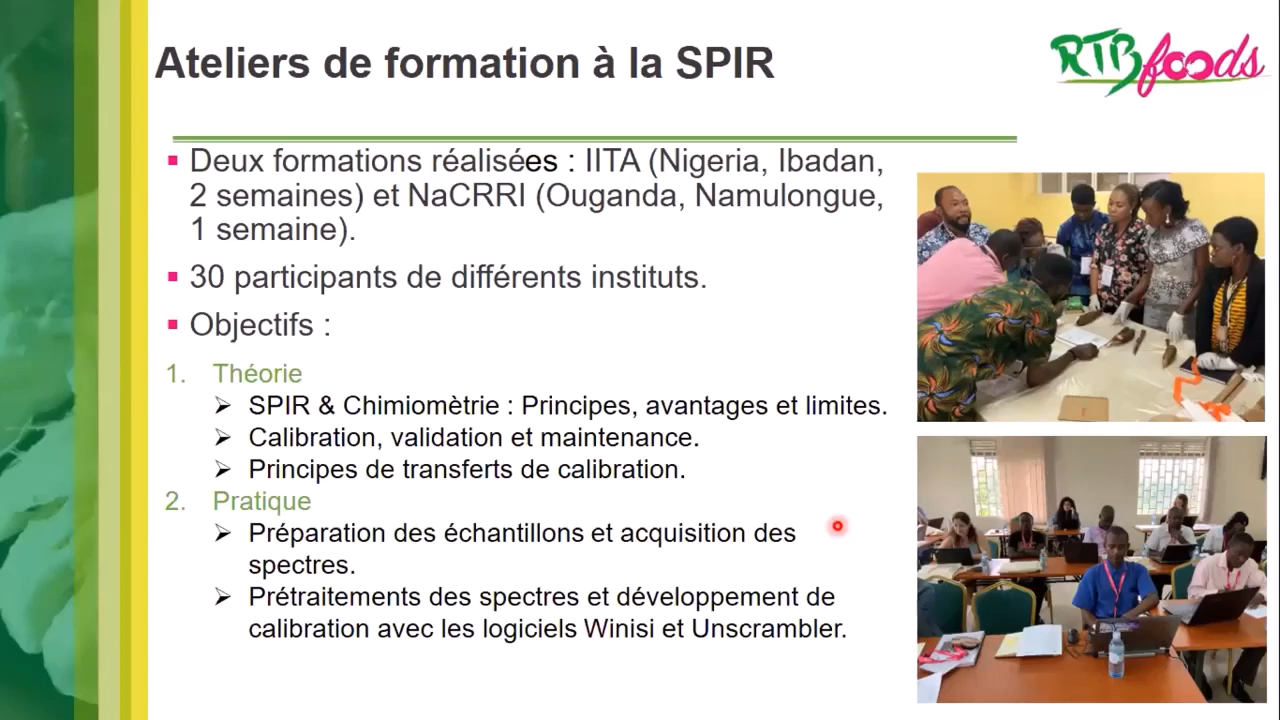 Ateliers de formation à la SPIR
RTBfoods
▪ Deux formations réalisées : IITA (Nigeria, Ibadan,
2 semaines) et NaCRRI (Ouganda, Namulongue,
1 semaine).
▪ 30 participants de différents instituts.
▪ Objectifs :
1. Théorie
➢ SPIR & Chimiomètrie : Principes, avantages et limites.
➢ Calibration, validation et maintenance.
➢ Principes de transferts de calibration.
2. Pratique
➢ Préparation des échantillons et acquisition des
spectres.
➢ Prétraitements des spectres et développement de
calibration avec les logiciels Winisi et Unscrambler.